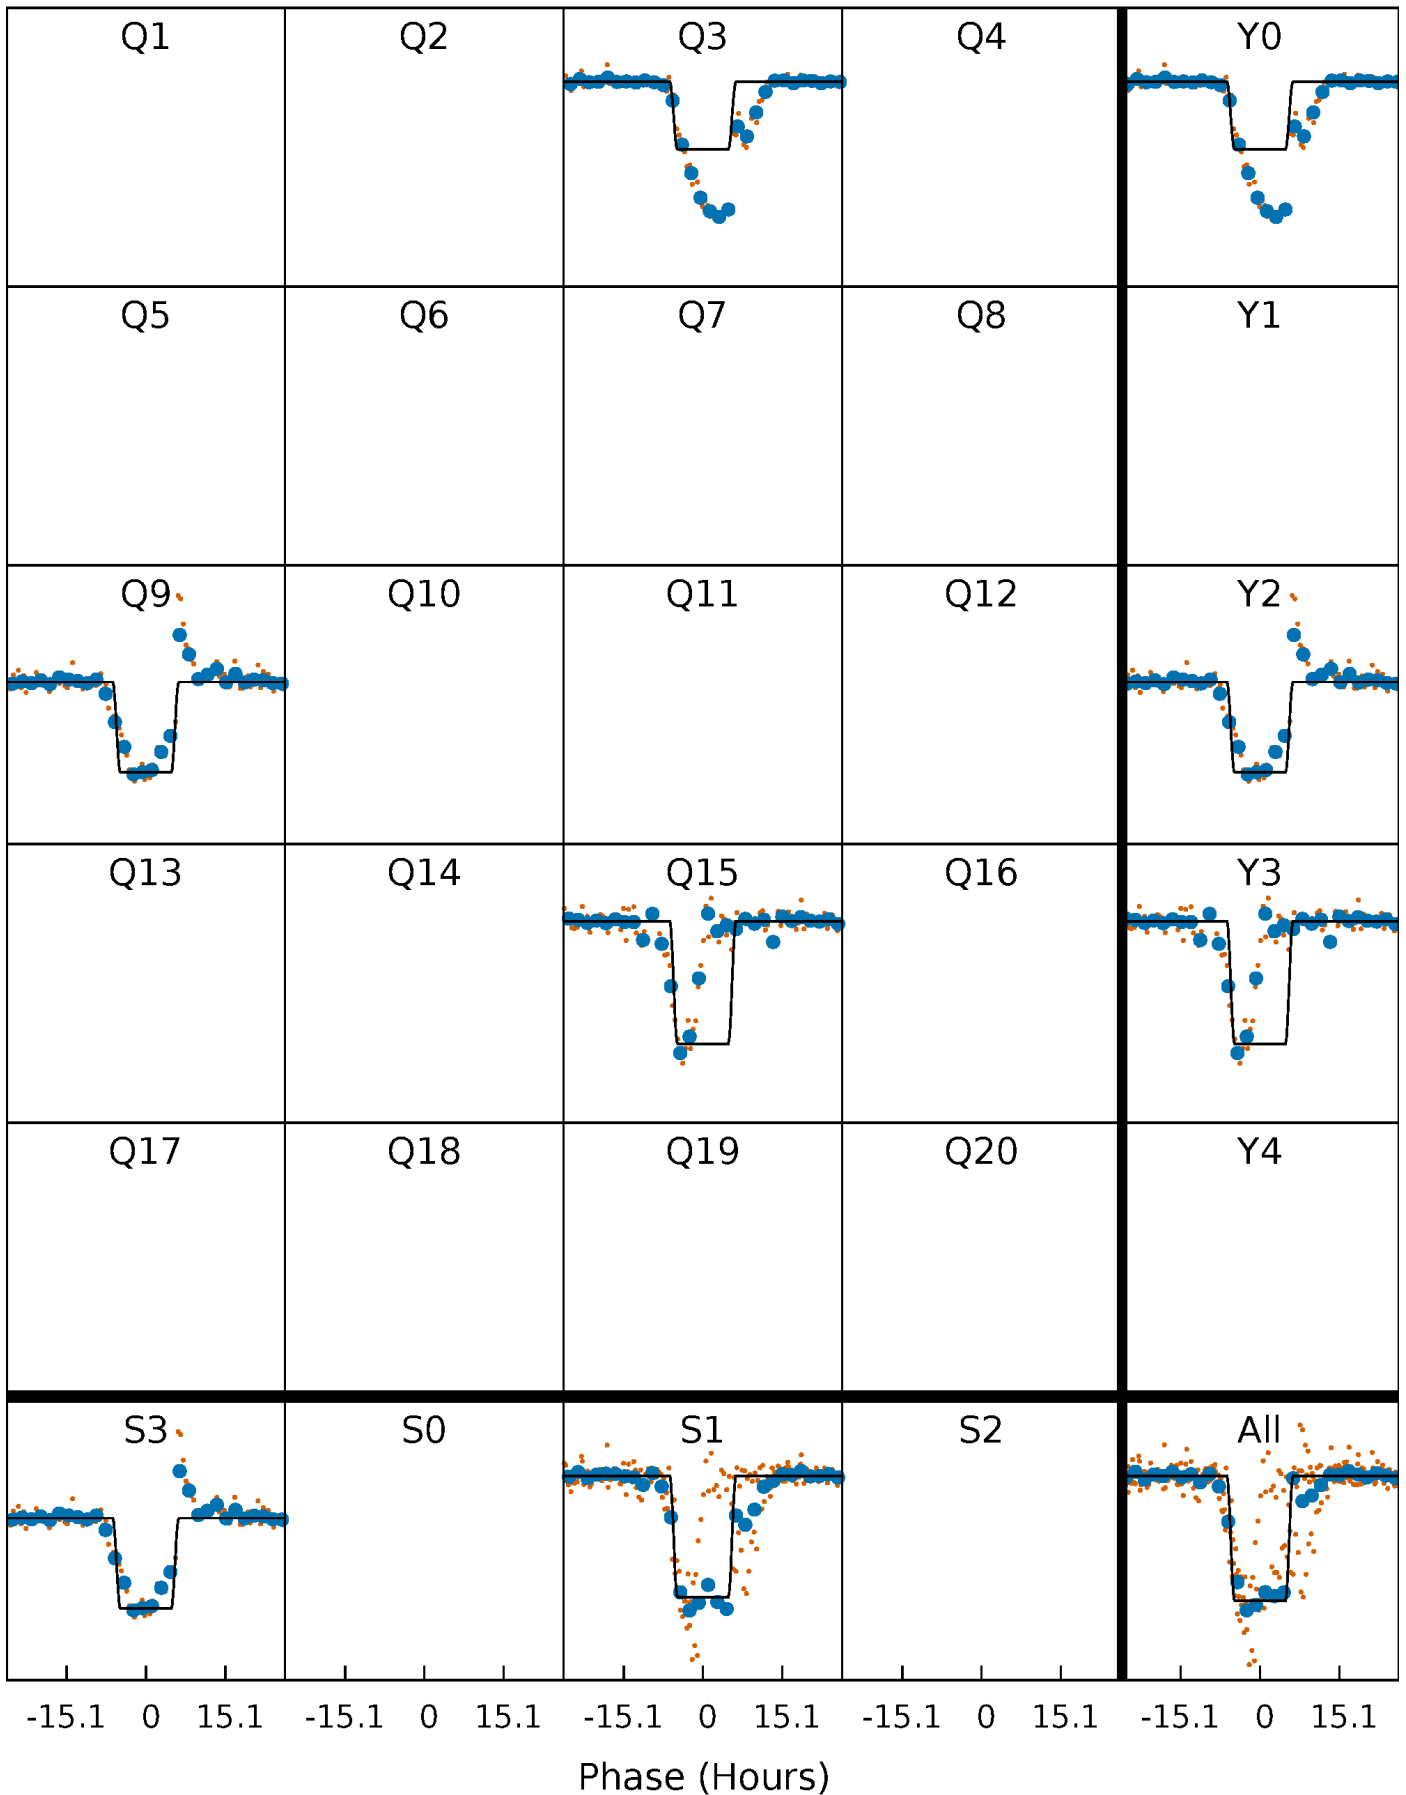 Q1 Q2 Q3 Q4 Y0
Q5 Q6 Q7 Q8 Y1
Q9 Q10 Q11 Q12 Y2
Q13 Q14 Q15 Q16 Y3
Q17 Q18 Q19 Q20 Y4
S3 S0 S1 S2 All
-15.1 0 15.1 -15.1 0 15.1 -15.1 0 15.1 -15.1 0 15.1 -15.1 0 15.1
Phase (Hours)